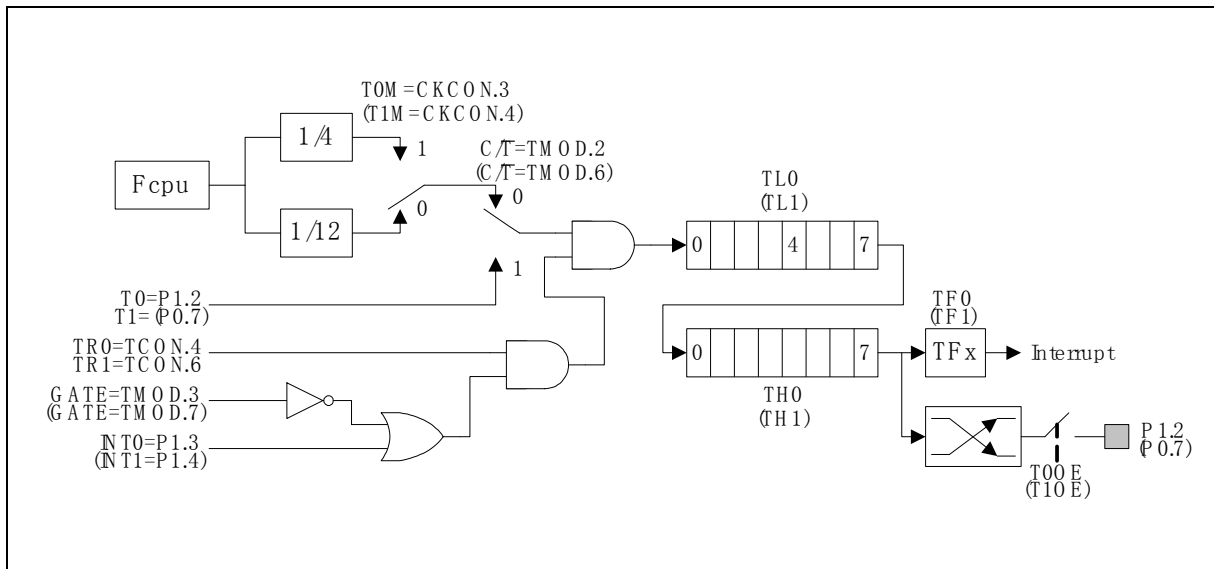 T0M=CKCON.3
(T1M=CKCON.4)
1/4
1
C/T̅=TMOD.2
(C/T̅=TMOD.6)
Fcpu
0
0
1/12
1
TL0
(TL1)
0 4 7
T0=P1.2
T1=(P0.7)
TR0=TCON.4
TR1=TCON.6
GATE=TMOD.3
(GATE=TMOD.7)
INT0=P1.3
(INT1=P1.4)
0 7
TH0
(TH1)
TF0
(TF1)
TFx
Interrupt
P1.2
(P0.7)
T0OE
(T1OE)